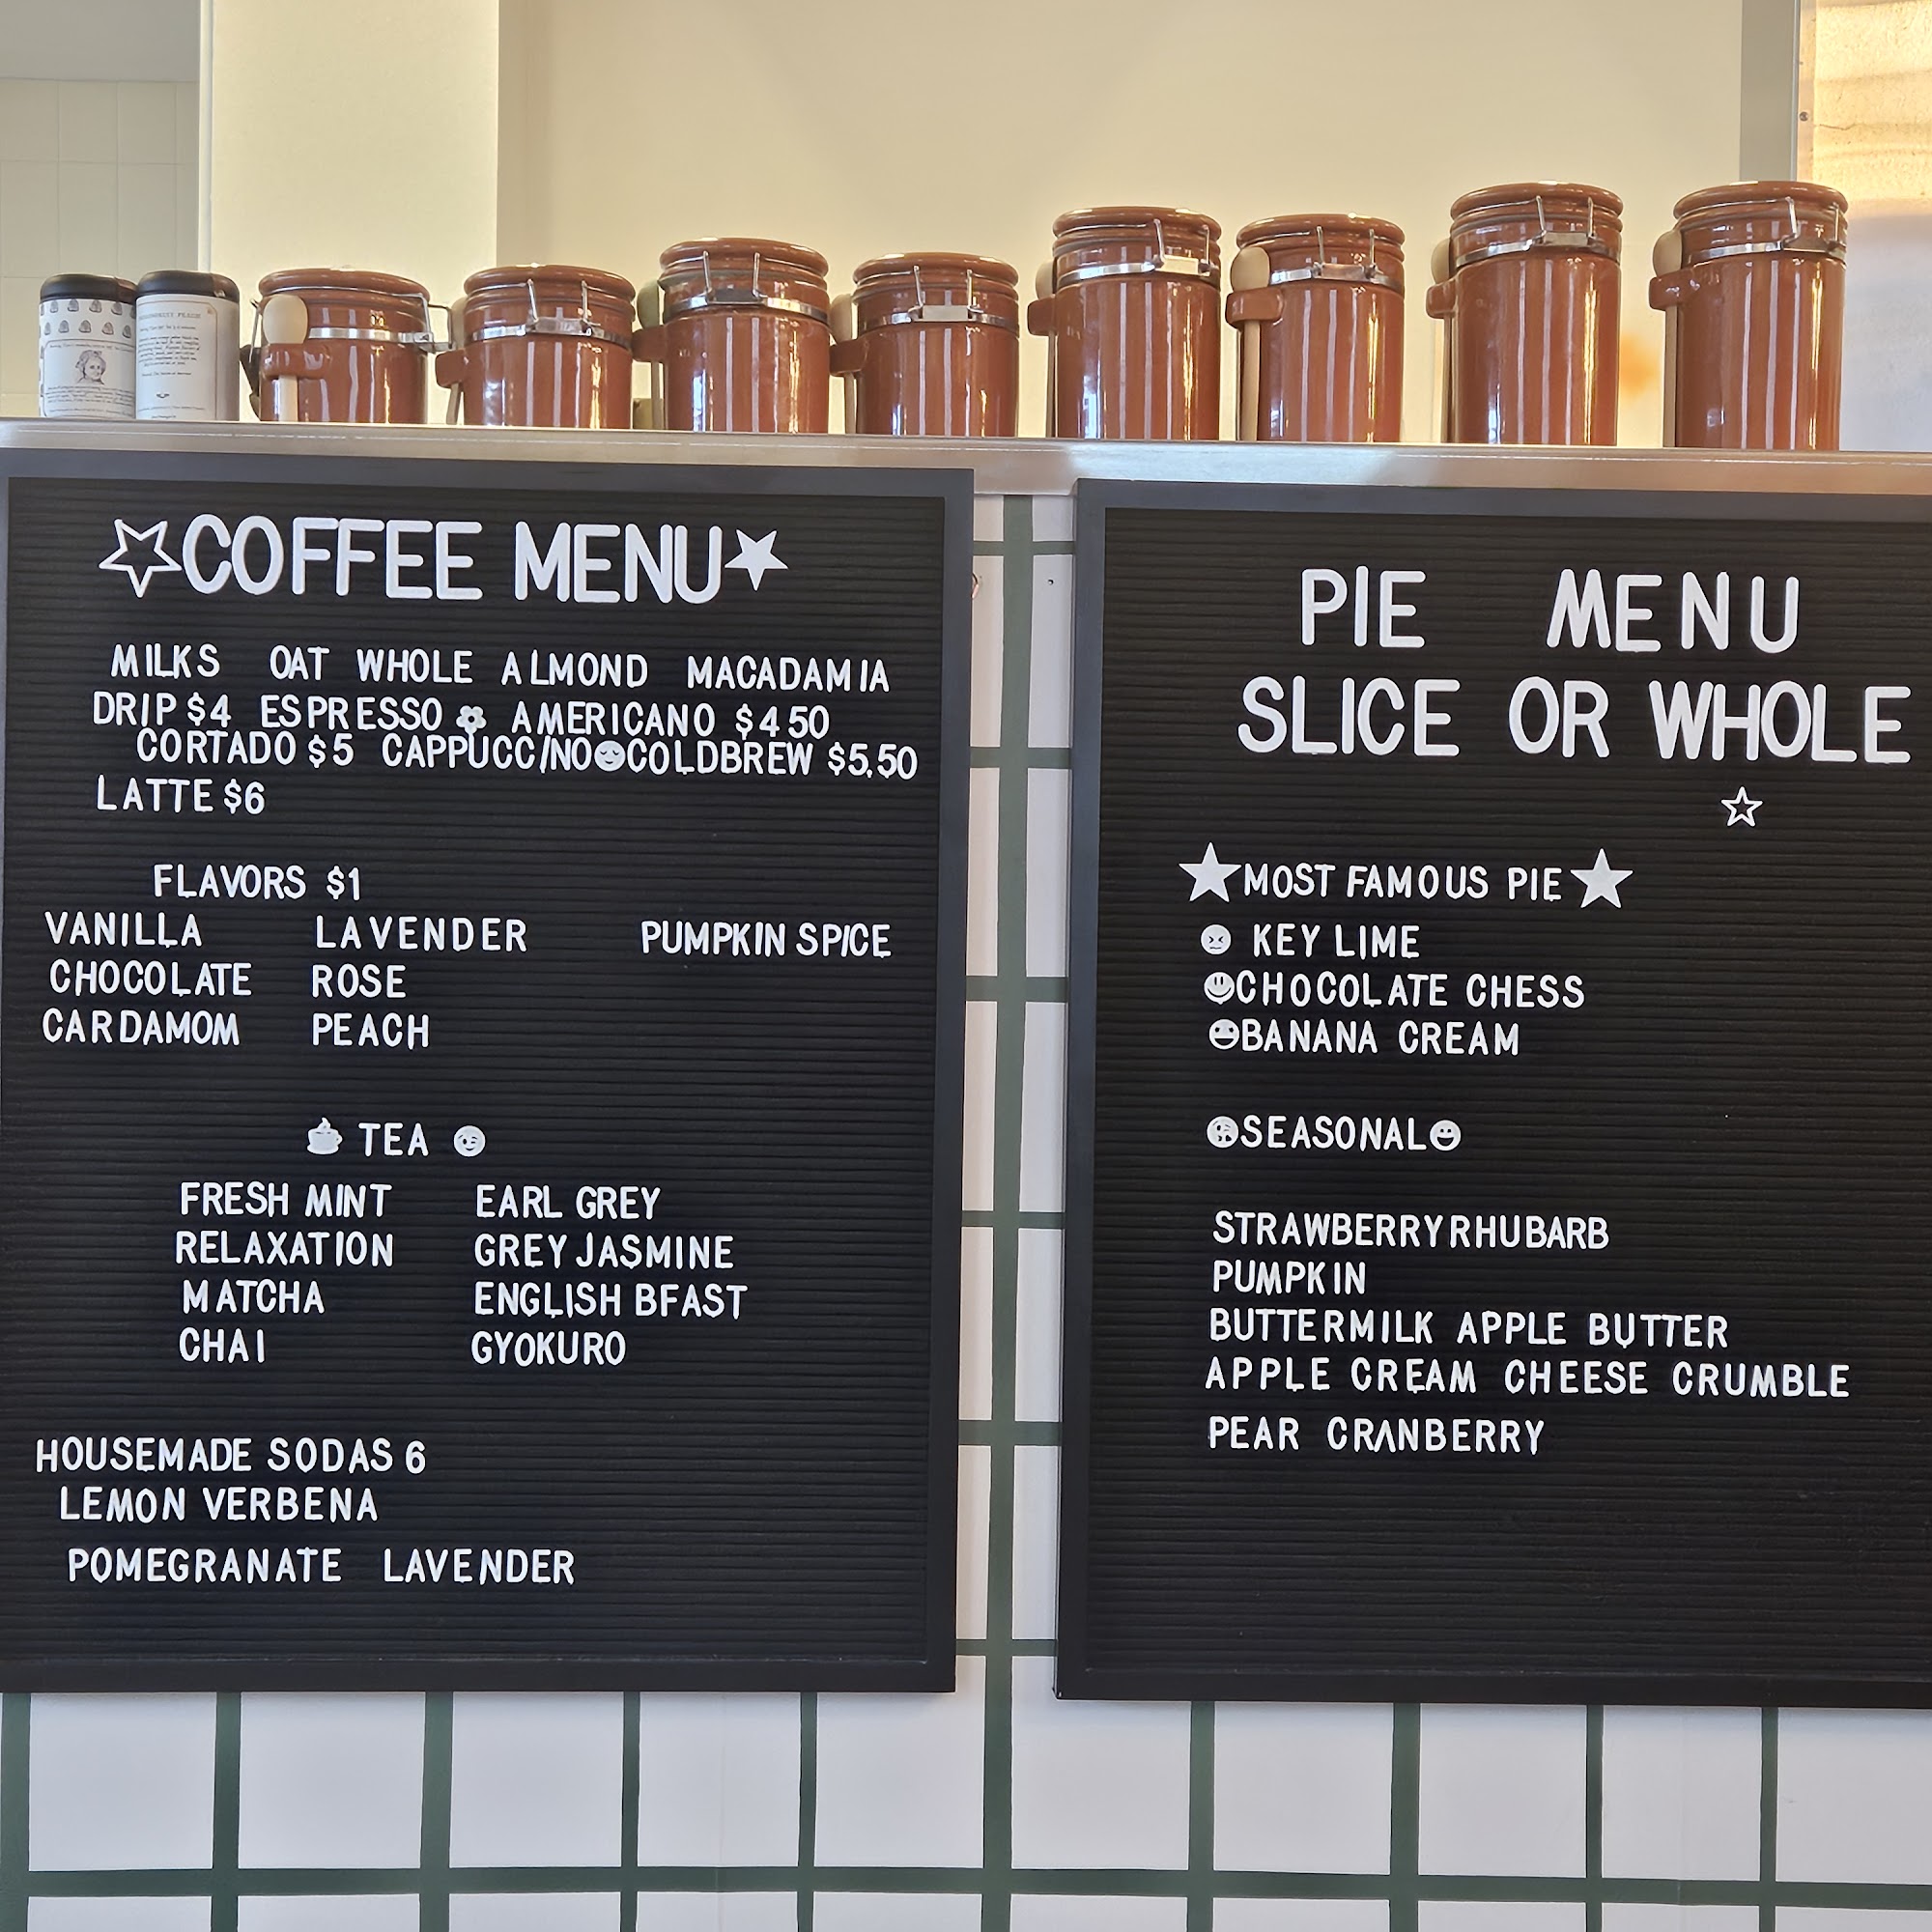 COFFEE MENU
MILKS OAT WHOLE ALMOND MACADAMIA
DRIP $4 ESPRESSO AMERICANO $4 50
CORTADO $5 CAPPUCCINO COLDBREW $5.50
LATTE $6
FLAVORS $1
VANILLA LAVENDER PUMPKIN SPICE
CHOCOLATE ROSE
CARDAMOM PEACH
TEA
FRESH MINT EARL GREY
RELAXATION GREY JASMINE
MATCHA ENGLISH BFAST
CHAI GYOKURO
HOUSEMADE SODAS 6
LEMON VERBENA
POMEGRANATE LAVENDER
PIE MENU
SLICE OR WHOLE
MOST FAMOUS PIE
KEY LIME
CHOCOLATE CHESS
BANANA CREAM
SEASONAL
STRAWBERRY RHUBARB
PUMPKIN
BUTTERMILK APPLE BUTTER
APPLE CREAM CHEESE CRUMBLE
PEAR CRANBERRY